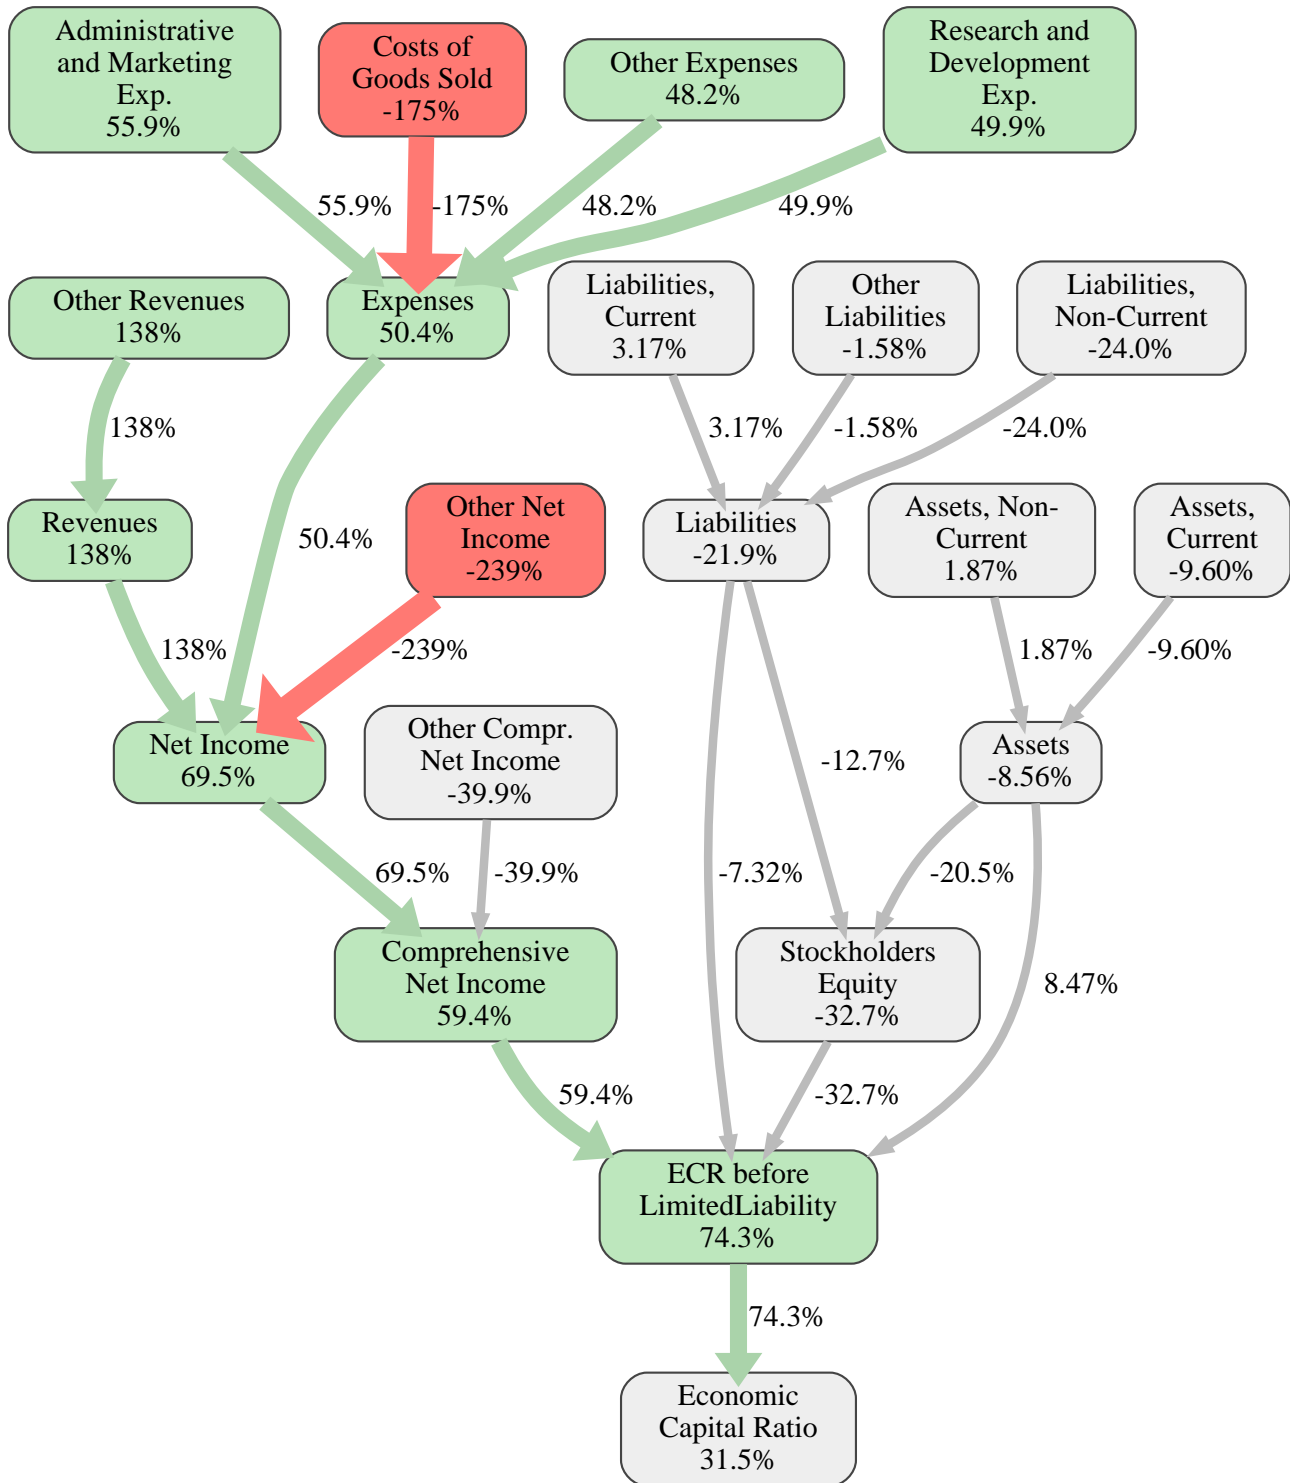 Administrative
and Marketing
Exp.
55.9%
Costs of
Goods Sold
-175%
Other Expenses
48.2%
Research and
Development
Exp.
49.9%
55.9%
-175%
48.2%
49.9%
Other Revenues
138%
Expenses
50.4%
Liabilities,
Current
3.17%
Other
Liabilities
-1.58%
Liabilities,
Non-Current
-24.0%
138%
3.17%
-1.58%
-24.0%
Revenues
138%
50.4%
Other Net
Income
-239%
Liabilities
-21.9%
Assets, Non-
Current
1.87%
Assets,
Current
-9.60%
138%
-239%
1.87%
-9.60%
Net Income
69.5%
Other Compr.
Net Income
-39.9%
-12.7%
Assets
-8.56%
69.5%
-39.9%
-7.32%
-20.5%
Comprehensive
Net Income
59.4%
Stockholders
Equity
-32.7%
8.47%
59.4%
-32.7%
ECR before
LimitedLiability
74.3%
74.3%
Economic
Capital Ratio
31.5%